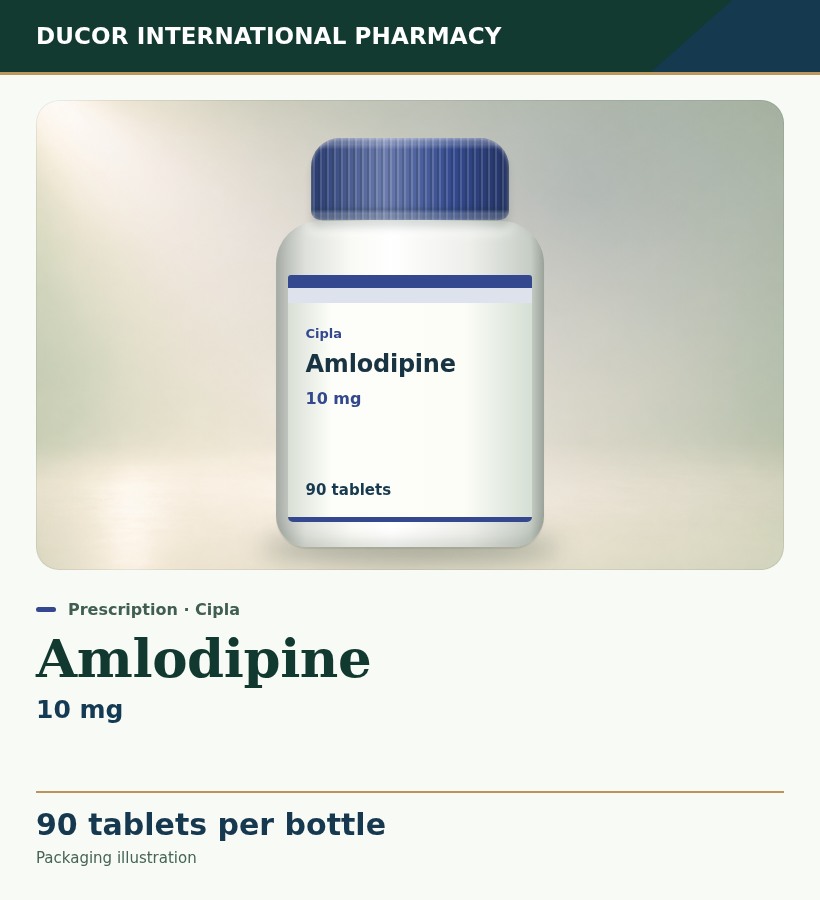 DUCOR INTERNATIONAL PHARMACY
Cipla
Amlodipine
10 mg
90 tablets
Prescription · Cipla
Amlodipine
10 mg
90 tablets per bottle
Packaging illustration